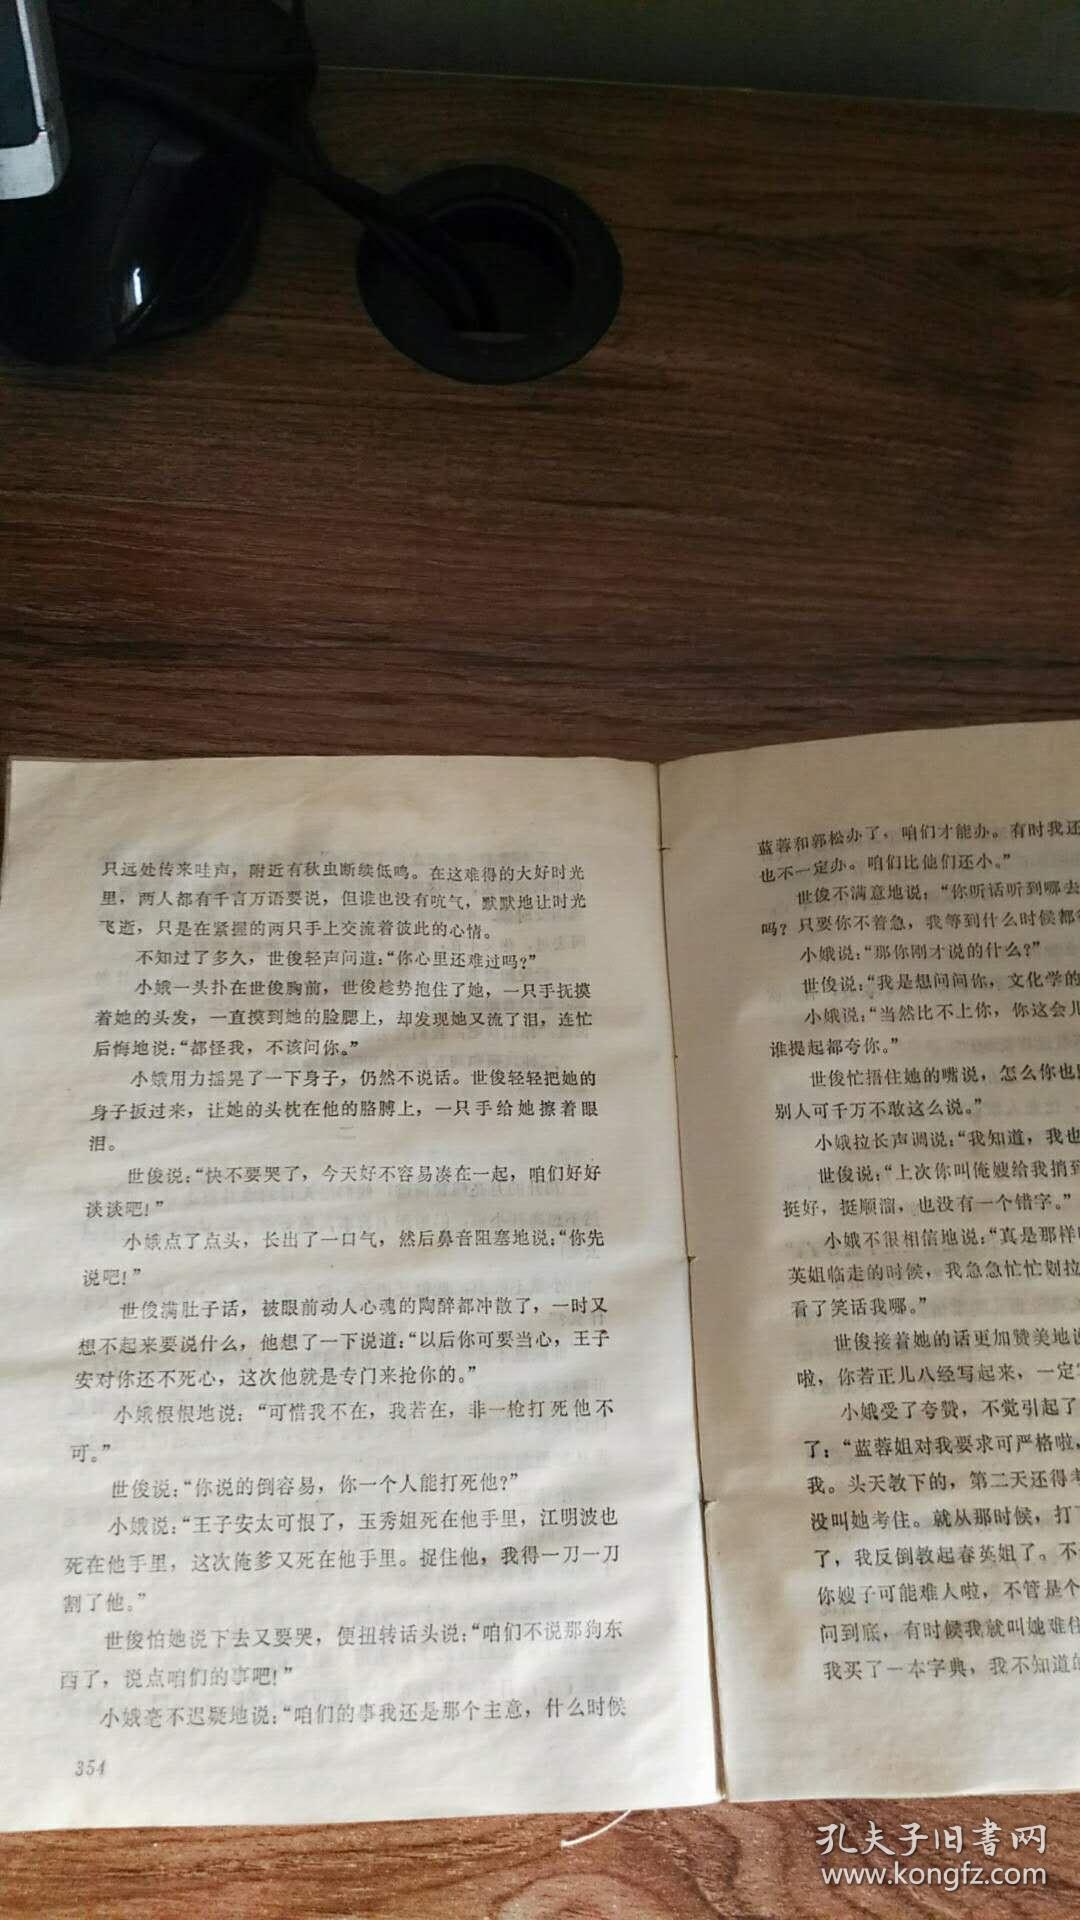 只远处传来哇声，附近有秋虫断续低鸣。在这难得的大好时光
里，两人都有千言万语要说，但谁也没有吭气，默默地让时光
飞逝，只是在紧握的两只手上交流着彼此的心情。
不知过了多久，世俊轻声问道：“你心里还难过吗？”
小娥一头扑在世俊胸前，世俊趁势抱住了她，一只手抚摸
着她的头发，一直摸到她的脸腮上，却发现她又流了泪，连忙
后悔地说：“都怪我，不该问你。”
小娥用力摇晃了一下身子，仍然不说话。世俊轻轻把她的
身子扳过来，让她的头枕在他的胳膊上，一只手给她擦着眼
泪。
世俊说：“快不要哭了，今天好不容易凑在一起，咱们好好
谈谈吧！”
小娥点了点头，长出了一口气，然后鼻音阻塞地说：“你先
说吧！”
世俊满肚子话，被眼前动人心魂的陶醉都冲散了，一时又
想不起来要说什么，他想了一下说道：“以后你可要当心，王子
安对你还不死心，这次他就是专门来抢你的。”
小娥恨恨地说：“可惜我不在，我若在，非一枪打死他不
可。”
世俊说：“你说的倒容易，你一个人能打死他？”
小娥说：“王子安太可恨了，玉秀姐死在他手里，江明波也
死在他手里，这次俺爹又死在他手里。捉住他，我得一刀一刀
割了他。”
世俊怕她说下去又要哭，便扭转话头说：“咱们不说那狗东
西了，说点咱们的事吧！”
小娥毫不迟疑地说：“咱们的事我还是那个主意，什么时候
354
蓝蓉和郭松办了，咱们才能办。有时我还
也不一定办。咱们比他们还小。”
世俊不满意地说：“你听话听到哪去
吗？只要你不着急，我等到什么时候都
小娥说：“那你刚才说的什么？”
世俊说：“我是想问问你，文化学的
小娥说：“当然比不上你，你这会儿
谁提起都夸你。”
世俊忙捂住她的嘴说，怎么你也
别人可千万不敢这么说。”
小娥拉长声调说：“我知道，我也
世俊说：“上次你叫俺嫂给我捎到
挺好，挺顺溜，也没有一个错字。”
小娥不很相信地说：“真是那样
英姐临走的时候，我急急忙忙划拉
看了笑话我哪。”
世俊接着她的话更加赞美地说
啦，你若正儿八经写起来，一定
小娥受了夸赞，不觉引起了
了：“蓝蓉姐对我要求可严格啦，
我。头天教下的，第二天还得考
没叫她考住。就从那时候，打
了，我反倒教起春英姐了。不
你嫂子可能难人啦，不管是个
问到底，有时候我就叫她难住
我买了一本字典，我不知道的
孔夫子旧书网
www.kongfz.com